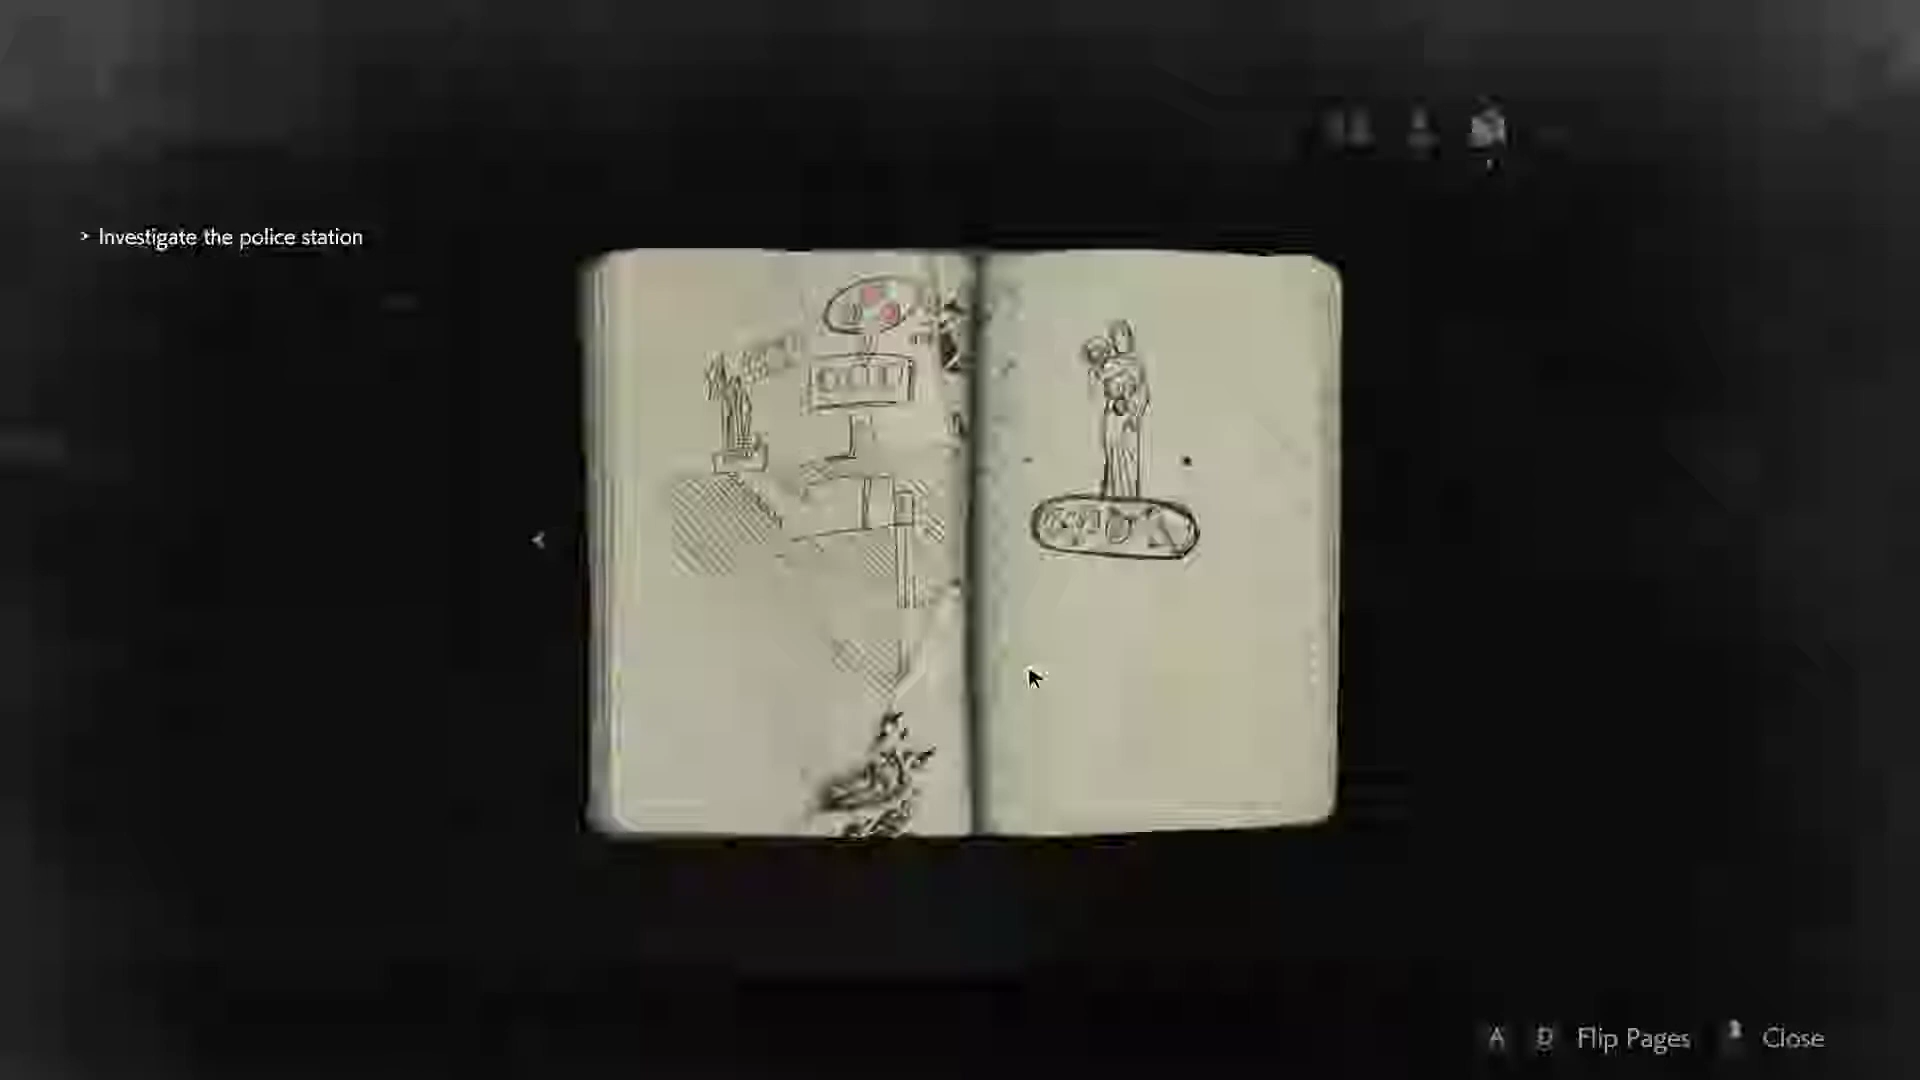 > Investigate the police station
A D Flip Pages Close